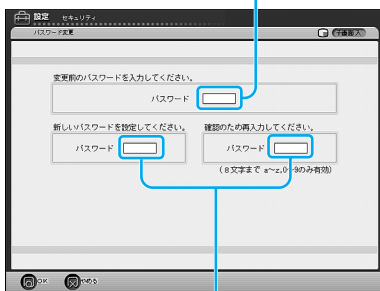 設定 セキュリティ
パスワード変更
子画面入
変更前のパスワードを入力してください。
パスワード
新しいパスワードを設定してください。 確認のため再入力してください。
パスワード パスワード
(8文字まで a~z,0~9のみ有効)
OK やめる